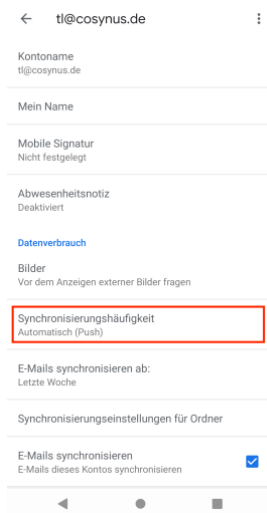 tl@cosynus.de
Kontoname
tl@cosynus.de
Mein Name
Mobile Signatur
Nicht festgelegt
Abwesenheitsnotiz
Deaktiviert
Datenverbrauch
Bilder
Vor dem Anzeigen externer Bilder fragen
Synchronisierungshäufigkeit
Automatisch (Push)
E-Mails synchronisieren ab:
Letzte Woche
Synchronisierungseinstellungen für Ordner
E-Mails synchronisieren
E-Mails dieses Kontos synchronisieren